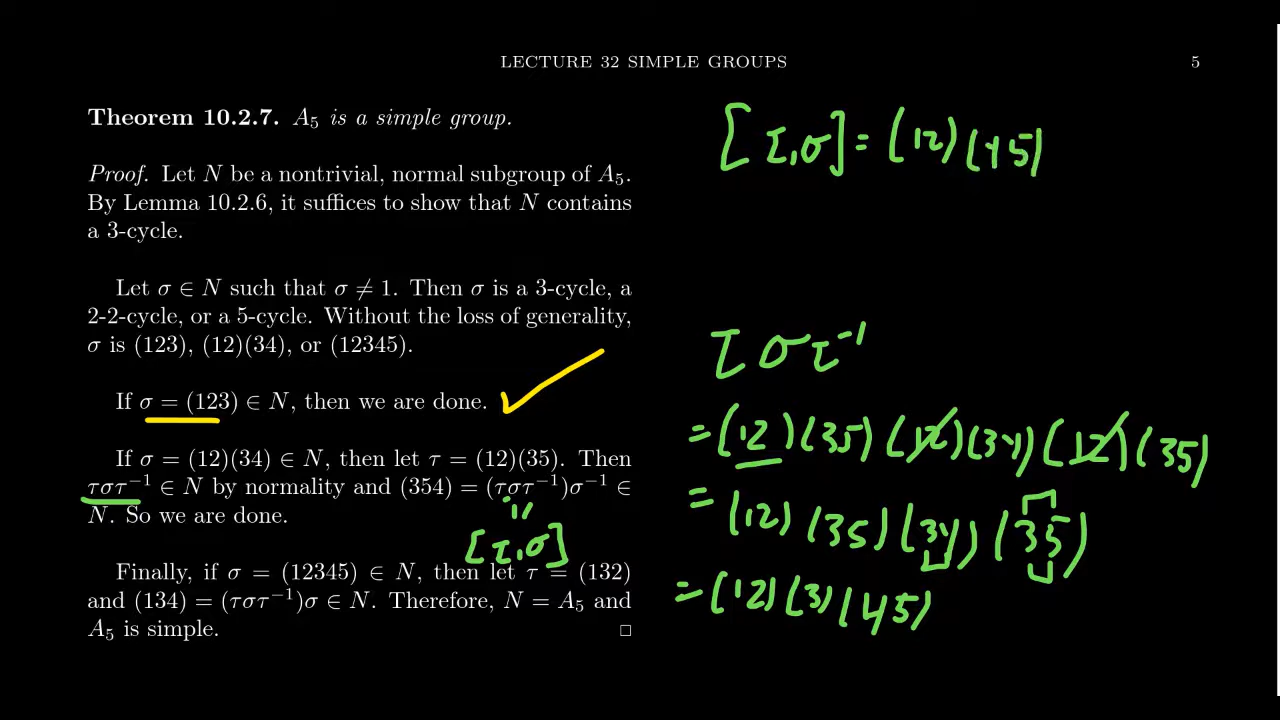 LECTURE 32 SIMPLE GROUPS 5
Theorem 10.2.7. A₅ is a simple group.
Proof. Let N be a nontrivial, normal subgroup of A₅.
By Lemma 10.2.6, it suffices to show that N contains
a 3-cycle.
Let σ ∈ N such that σ ≠ 1. Then σ is a 3-cycle, a
2-2-cycle, or a 5-cycle. Without the loss of generality,
σ is (123), (12)(34), or (12345).
If σ = (123) ∈ N, then we are done.
If σ = (12)(34) ∈ N, then let τ = (12)(35). Then
τστ⁻¹ ∈ N by normality and (354) = (τστ⁻¹)σ⁻¹ ∈
N. So we are done.
[τ,σ]
Finally, if σ = (12345) ∈ N, then let τ = (132)
and (134) = (τστ⁻¹)σ ∈ N. Therefore, N = A₅ and
A₅ is simple. □
[τ,σ] = (12)(45)
τστ⁻¹
= (12)(35)(12)(34)(12)(35)
= (12)(35)(34)(35)
= (12)(3)(45)